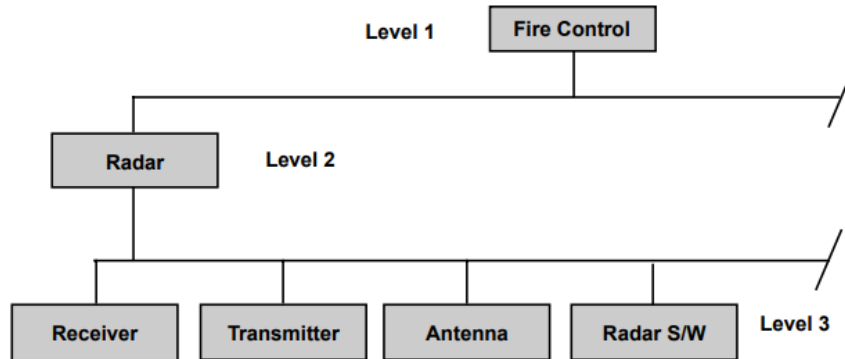 Level 1
Fire Control
Radar
Level 2
Receiver
Transmitter
Antenna
Radar S/W
Level 3